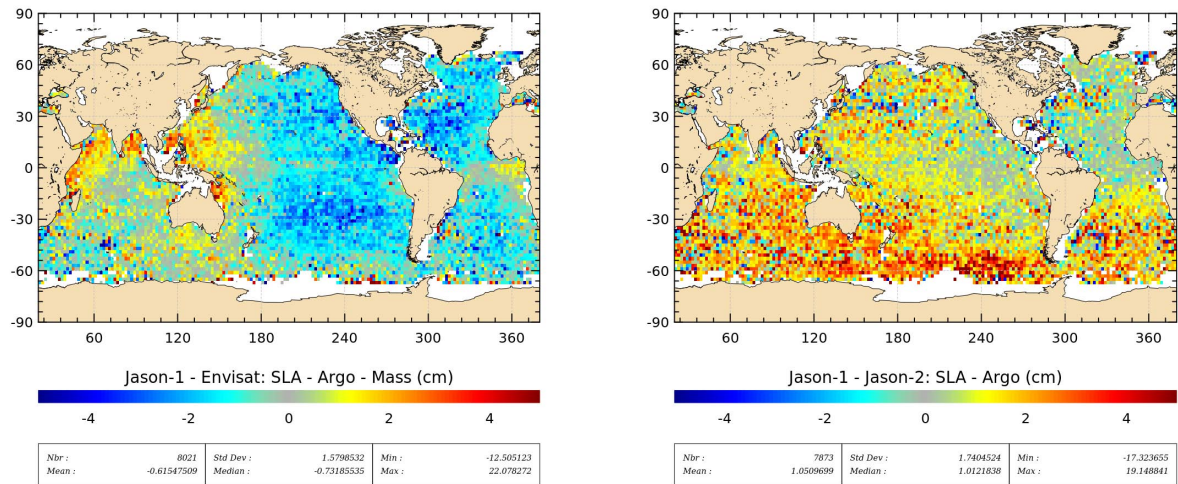 90
60
30
0
-30
-60
-90
60 120 180 240 300 360
Jason-1 - Envisat: SLA - Argo - Mass (cm)
-4 -2 0 2 4
Nbr : 8021 Std Dev : 1.5798532 Min : -12.505123
Mean : -0.61547509 Median : -0.73185535 Max : 22.078272
90
60
30
0
-30
-60
-90
60 120 180 240 300 360
Jason-1 - Jason-2: SLA - Argo (cm)
-4 -2 0 2 4
Nbr : 7873 Std Dev : 1.7404524 Min : -17.323655
Mean : 1.0509699 Median : 1.0121838 Max : 19.148841